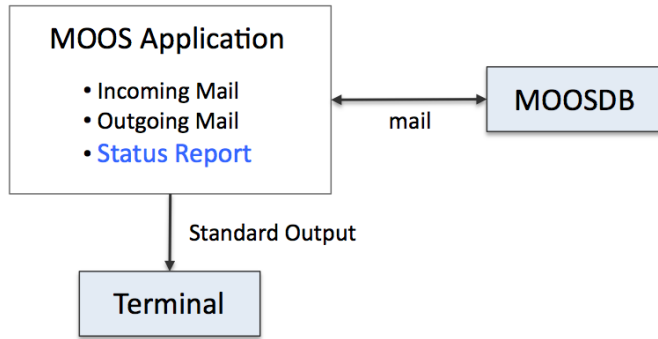 MOOS Application
• Incoming Mail
• Outgoing Mail
• Status Report
mail
MOOSDB
Standard Output
Terminal